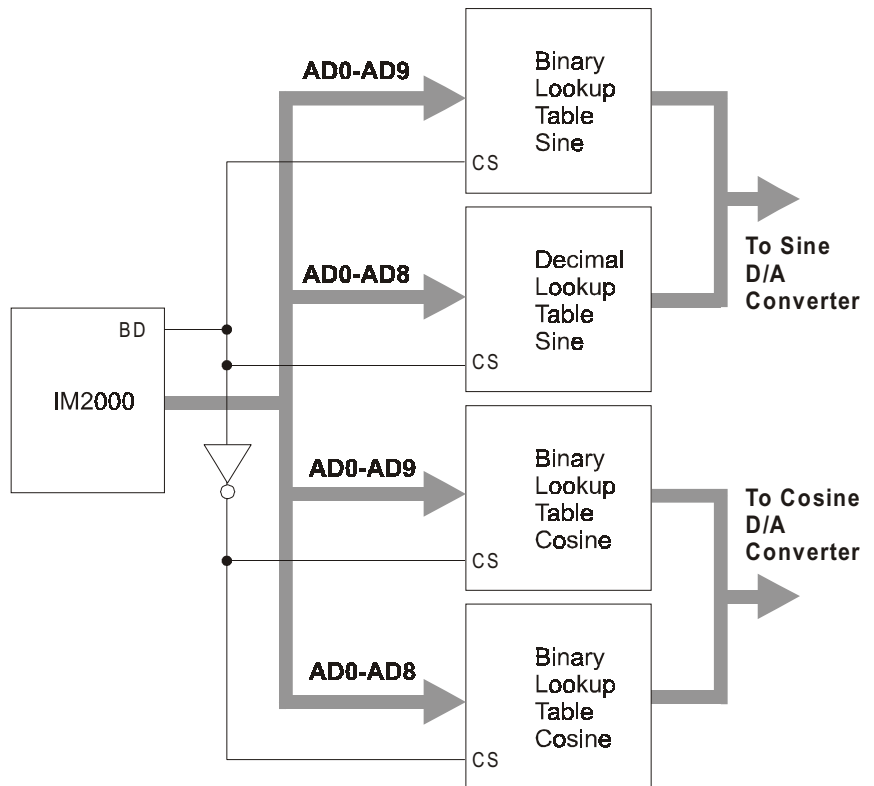 AD0-AD9
Binary
Lookup
Table
Sine
CS
AD0-AD8
Decimal
Lookup
Table
Sine
CS
To Sine
D/A
Converter
BD
IM2000
AD0-AD9
Binary
Lookup
Table
Cosine
CS
To Cosine
D/A
Converter
AD0-AD8
Binary
Lookup
Table
Cosine
CS